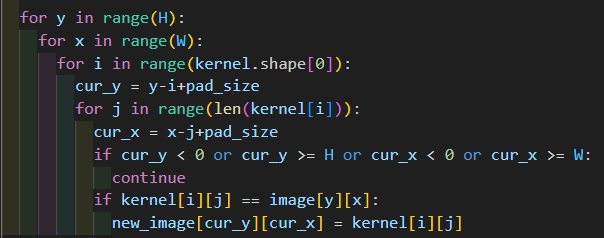 for y in range(H):
for x in range(W):
for i in range(kernel.shape[0]):
cur_y = y-i+pad_size
for j in range(len(kernel[i])):
cur_x = x-j+pad_size
if cur_y < 0 or cur_y >= H or cur_x < 0 or cur_x >= W:
continue
if kernel[i][j] == image[y][x]:
new_image[cur_y][cur_x] = kernel[i][j]